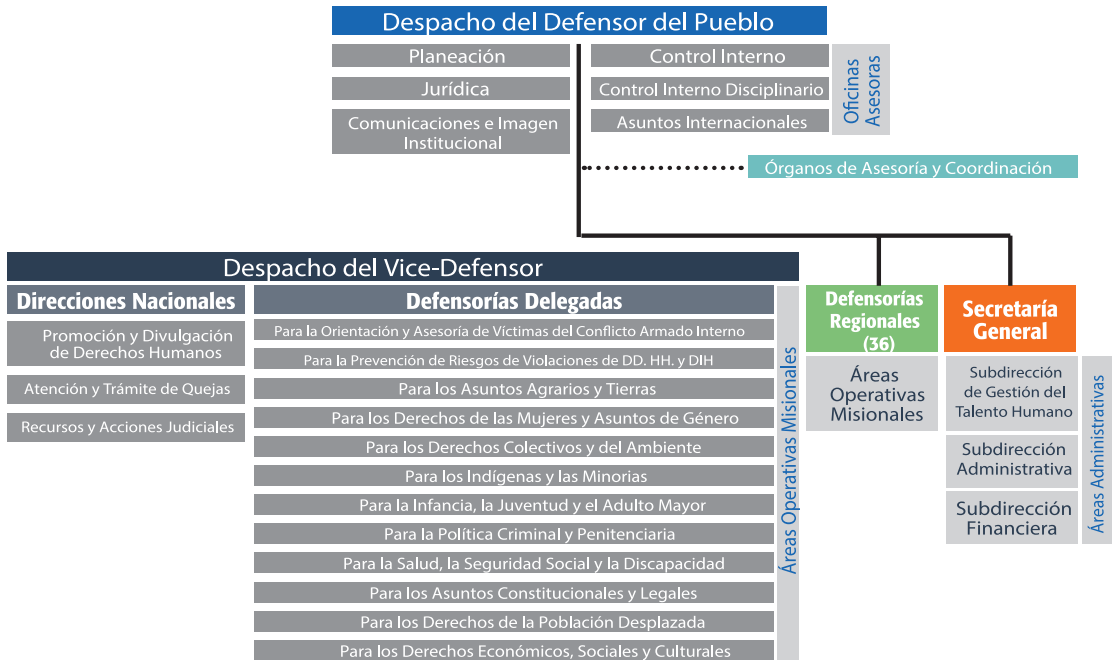 Despacho del Defensor del Pueblo
Planeación
Jurídica
Comunicaciones e Imagen
Institucional
Control Interno
Control Interno Disciplinario
Asuntos Internacionales
Oficinas
Asesoras
Órganos de Asesoría y Coordinación
Despacho del Vice-Defensor
Direcciones Nacionales
Promoción y Divulgación
de Derechos Humanos
Atención y Trámite de Quejas
Recursos y Acciones Judiciales
Defensorías Delegadas
Para la Orientación y Asesoría de Víctimas del Conflicto Armado Interno
Para la Prevención de Riesgos de Violaciones de DD. HH. y DIH
Para los Asuntos Agrarios y Tierras
Para los Derechos de las Mujeres y Asuntos de Género
Para los Derechos Colectivos y del Ambiente
Para los Indígenas y las Minorias
Para la Infancia, la Juventud y el Adulto Mayor
Para la Política Criminal y Penitenciaria
Para la Salud, la Seguridad Social y la Discapacidad
Para los Asuntos Constitucionales y Legales
Para los Derechos de la Población Desplazada
Para los Derechos Económicos, Sociales y Culturales
Áreas Operativas Misionales
Defensorías
Regionales
(36)
Áreas
Operativas
Misionales
Secretaría
General
Subdirección
de Gestión del
Talento Humano
Subdirección
Administrativa
Subdirección
Financiera
Áreas Administrativas